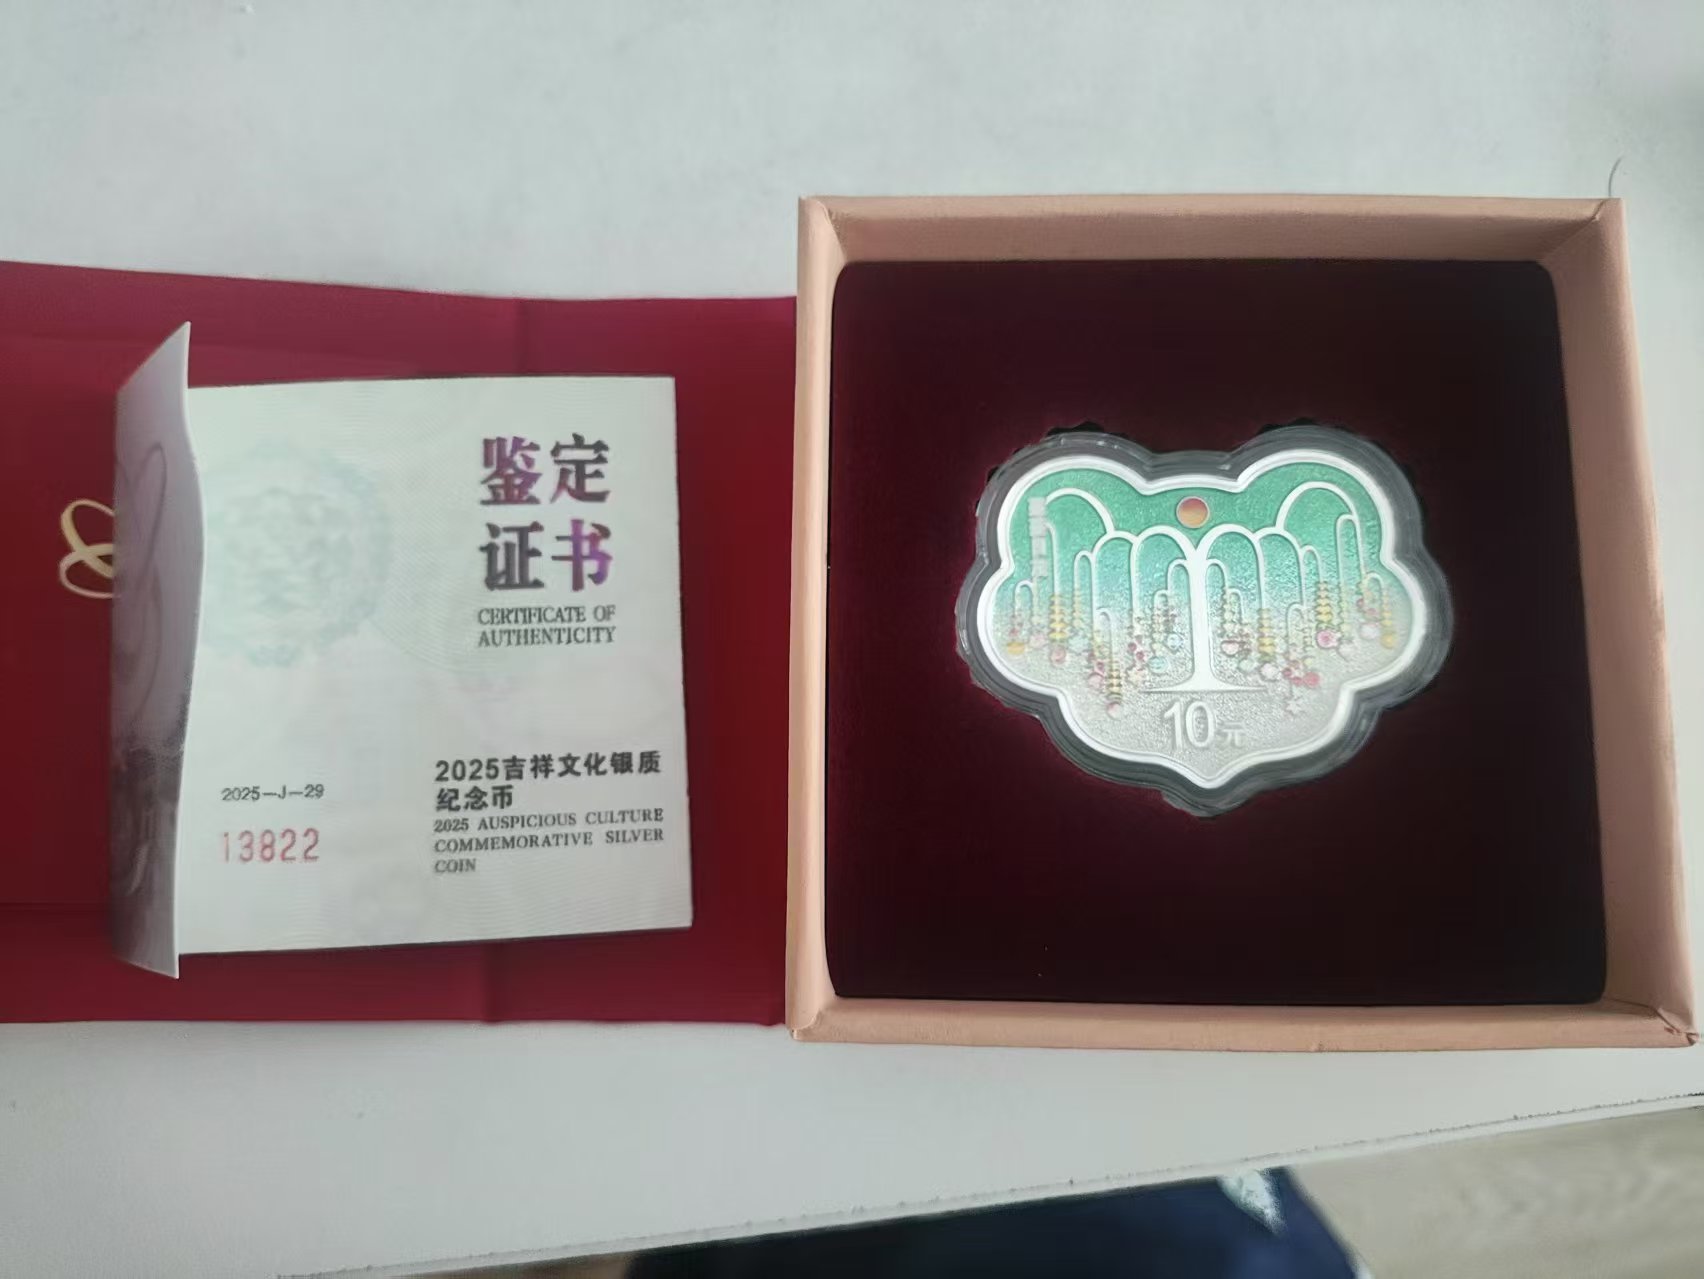 鉴定
证书
CERTIFICATE OF
AUTHENTICITY
2025吉祥文化银质
纪念币
2025 AUSPICIOUS CULTURE
COMMEMORATIVE SILVER
COIN
2025-J-29
13822
10元